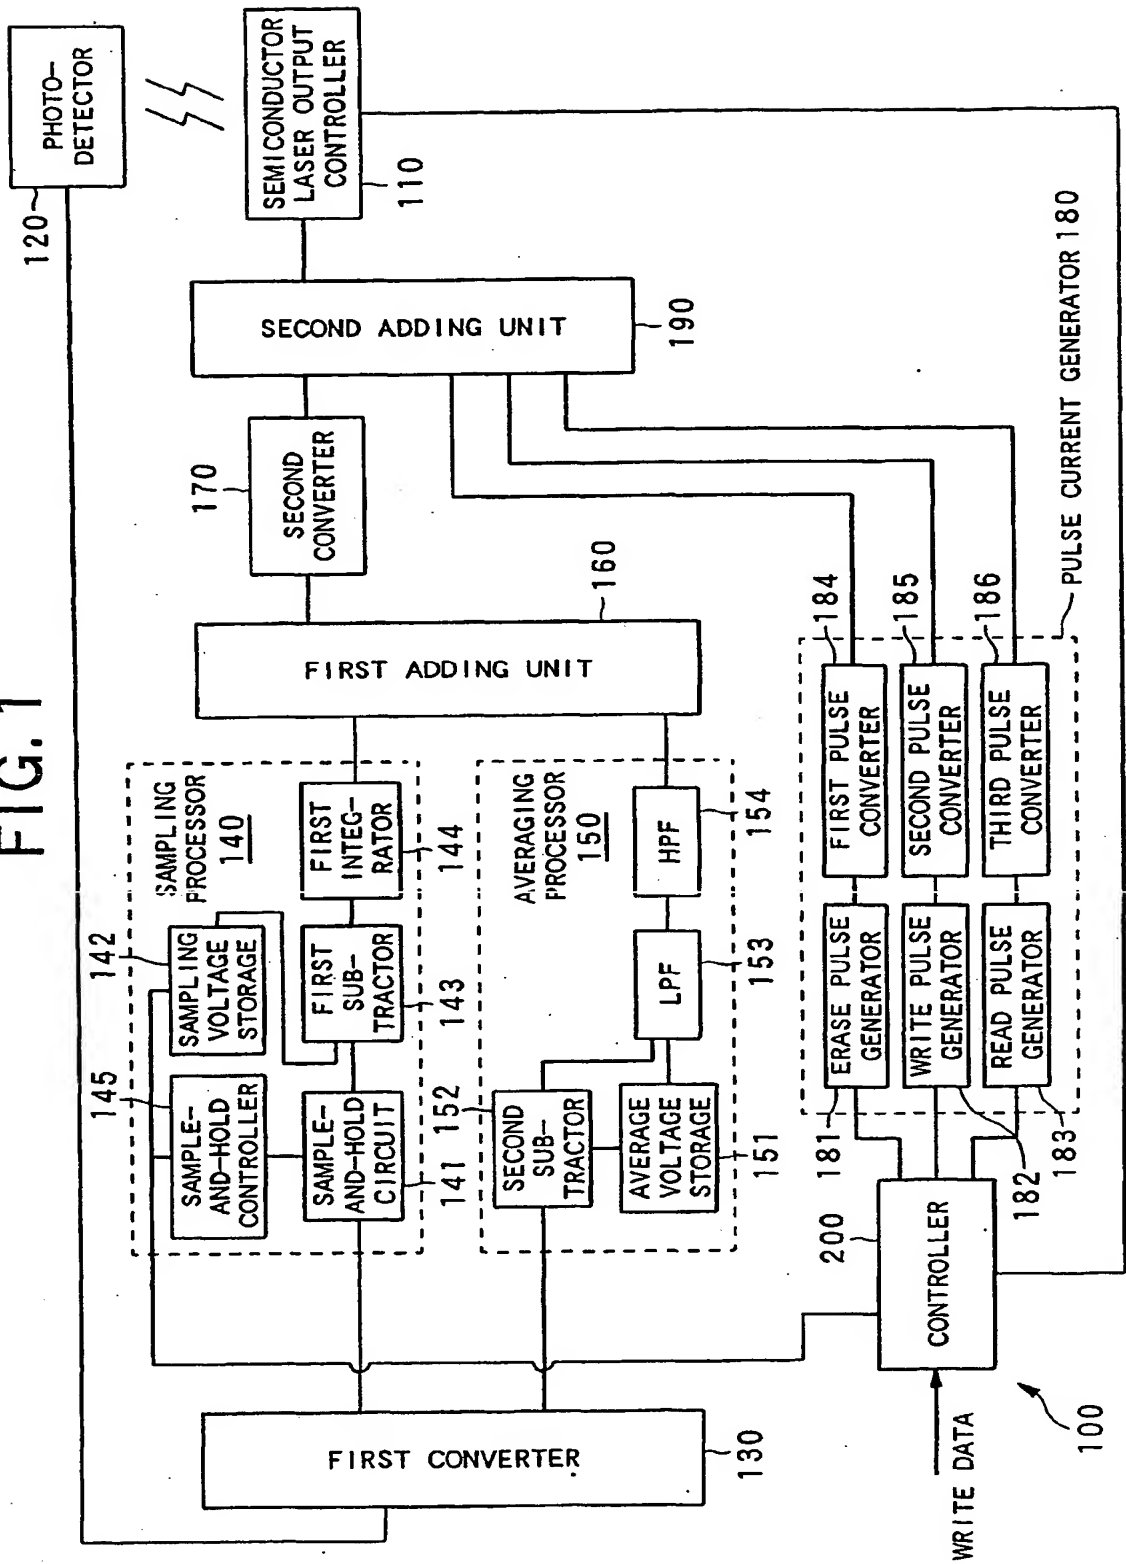 FIG. 1
120
PHOTO-
DETECTOR
SEMICONDUCTOR
LASER OUTPUT
CONTROLLER
110
SECOND ADDING UNIT
190
170
SECOND
CONVERTER
FIRST ADDING UNIT
160
SAMPLING
PROCESSOR
140
142
SAMPLING
VOLTAGE
STORAGE
145
SAMPLE-
AND-HOLD
CONTROLLER
FIRST
INTEG-
RATOR
144
FIRST
SUB-
TRACTOR
143
SAMPLE-
AND-HOLD
CIRCUIT
141
AVERAGING
PROCESSOR
150
HPF
154
LPF
153
152
SECOND
SUB-
TRACTOR
AVERAGE
VOLTAGE
STORAGE
151
FIRST CONVERTER
130
PULSE CURRENT GENERATOR 180
184
FIRST PULSE
CONVERTER
185
SECOND PULSE
CONVERTER
186
THIRD PULSE
CONVERTER
181
ERASE PULSE
GENERATOR
WRITE PULSE
GENERATOR
182
READ PULSE
GENERATOR
183
200
CONTROLLER
WRITE DATA
100